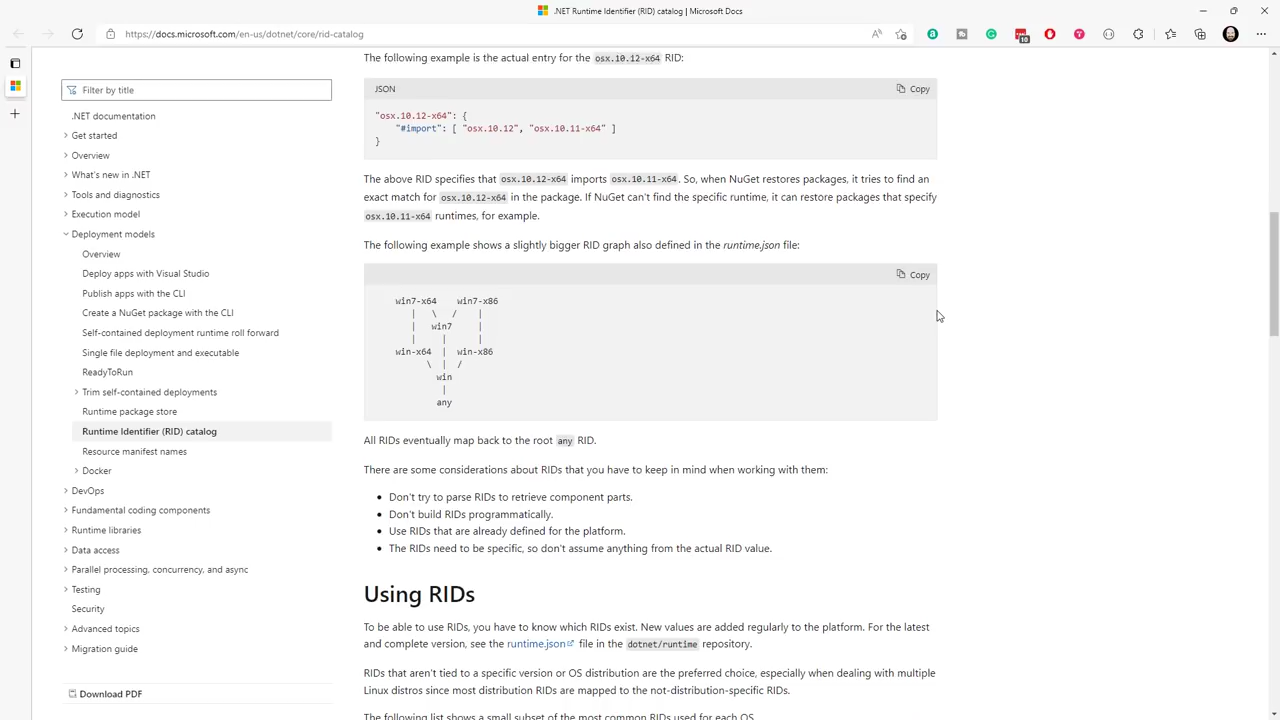 .NET Runtime Identifier (RID) catalog | Microsoft Docs
https://docs.microsoft.com/en-us/dotnet/core/rid-catalog
10
Filter by title
.NET documentation
Get started
Overview
What's new in .NET
Tools and diagnostics
Execution model
Deployment models
Overview
Deploy apps with Visual Studio
Publish apps with the CLI
Create a NuGet package with the CLI
Self-contained deployment runtime roll forward
Single file deployment and executable
ReadyToRun
Trim self-contained deployments
Runtime package store
Runtime Identifier (RID) catalog
Resource manifest names
Docker
DevOps
Fundamental coding components
Runtime libraries
Data access
Parallel processing, concurrency, and async
Testing
Security
Advanced topics
Migration guide
Download PDF
The following example is the actual entry for the osx.10.12-x64 RID:
JSON Copy
"osx.10.12-x64": {
"#import": [ "osx.10.12", "osx.10.11-x64" ]
}
The above RID specifies that osx.10.12-x64 imports osx.10.11-x64. So, when NuGet restores packages, it tries to find an
exact match for osx.10.12-x64 in the package. If NuGet can't find the specific runtime, it can restore packages that specify
osx.10.11-x64 runtimes, for example.
The following example shows a slightly bigger RID graph also defined in the runtime.json file:
Copy
win7-x64 win7-x86
| \ / |
| win7 |
| | |
win-x64 | win-x86
\ | /
win
|
any
All RIDs eventually map back to the root any RID.
There are some considerations about RIDs that you have to keep in mind when working with them:
• Don't try to parse RIDs to retrieve component parts.
• Don't build RIDs programmatically.
• Use RIDs that are already defined for the platform.
• The RIDs need to be specific, so don't assume anything from the actual RID value.
Using RIDs
To be able to use RIDs, you have to know which RIDs exist. New values are added regularly to the platform. For the latest
and complete version, see the runtime.json file in the dotnet/runtime repository.
RIDs that aren't tied to a specific version or OS distribution are the preferred choice, especially when dealing with multiple
Linux distros since most distribution RIDs are mapped to the not-distribution-specific RIDs.
The following list shows a small subset of the most common RIDs used for each OS.